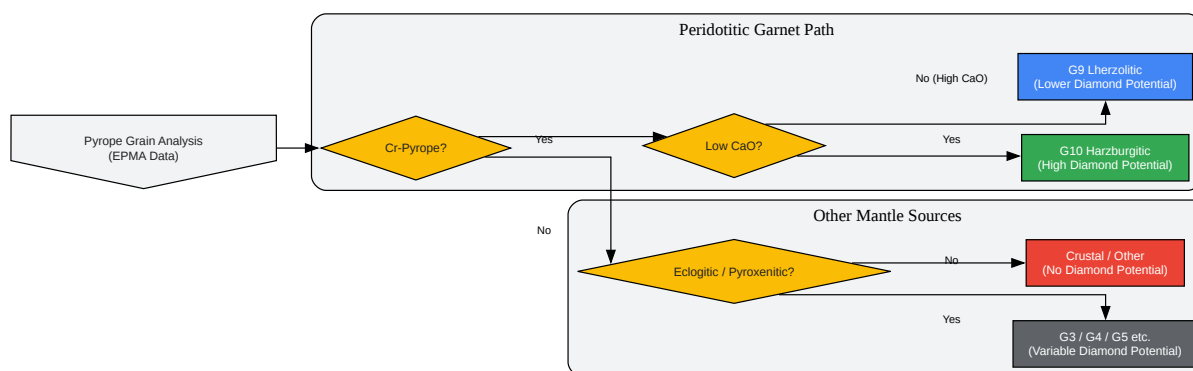 Peridotitic Garnet Path
No (High CaO)
G9 Lherzolitic
(Lower Diamond Potential)
Pyrope Grain Analysis
(EPMA Data)
Cr-Pyrope?
Yes
Low CaO?
Yes
G10 Harzburgitic
(High Diamond Potential)
Other Mantle Sources
No
Eclogitic / Pyroxenitic?
No
Crustal / Other
(No Diamond Potential)
Yes
G3 / G4 / G5 etc.
(Variable Diamond Potential)